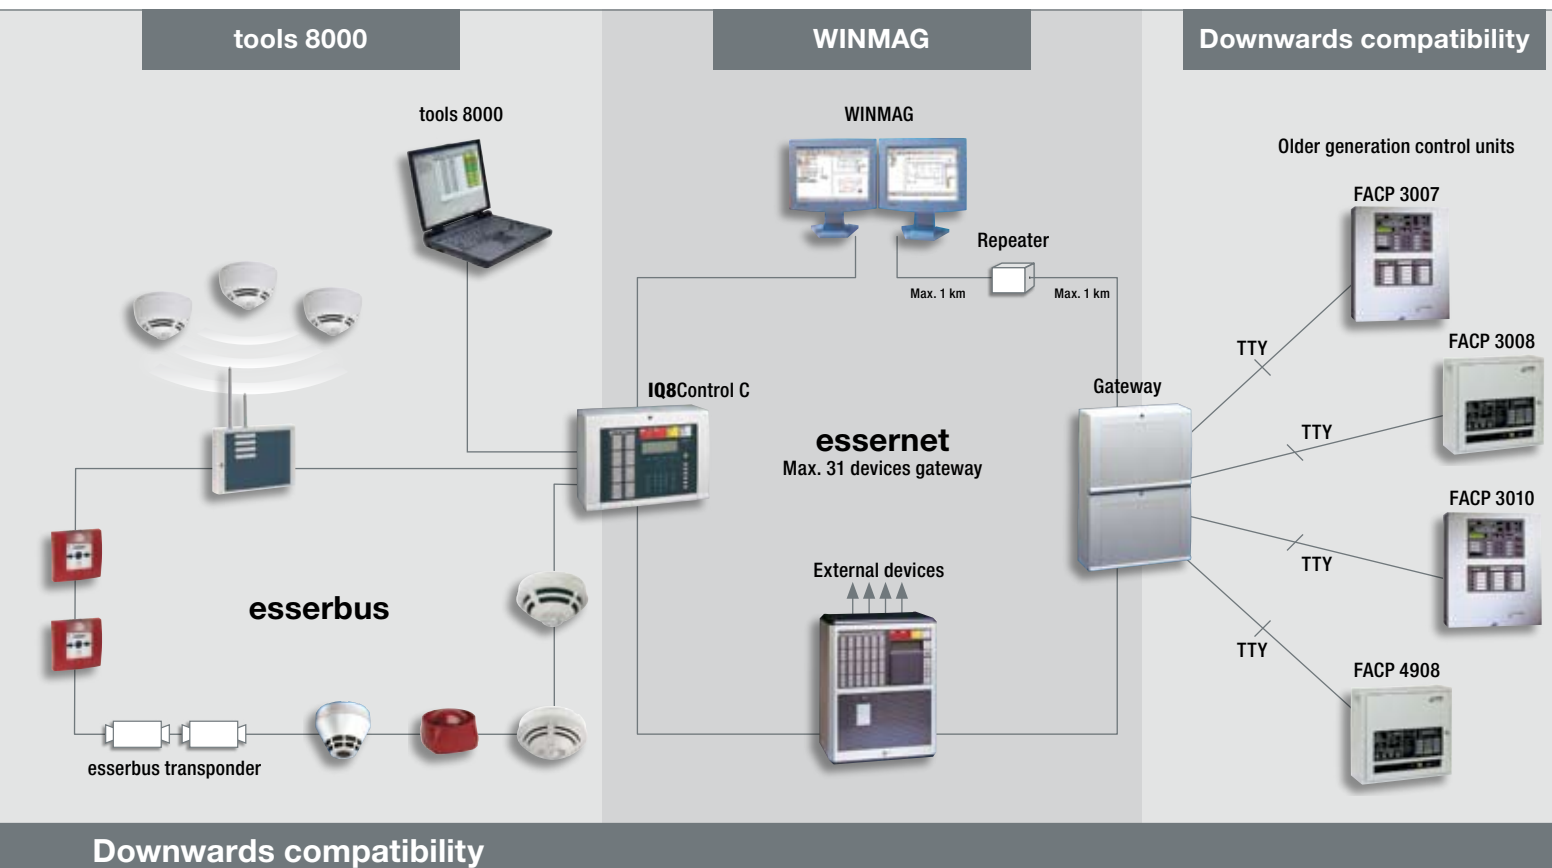 tools 8000
WINMAG
Downwards compatibility
tools 8000
WINMAG
Older generation control units
FACP 3007
Repeater
Max. 1 km
Max. 1 km
TTY
FACP 3008
IQ8Control C
Gateway
TTY
essernet
Max. 31 devices gateway
FACP 3010
TTY
External devices
esserbus
TTY
FACP 4908
esserbus transponder
Downwards compatibility